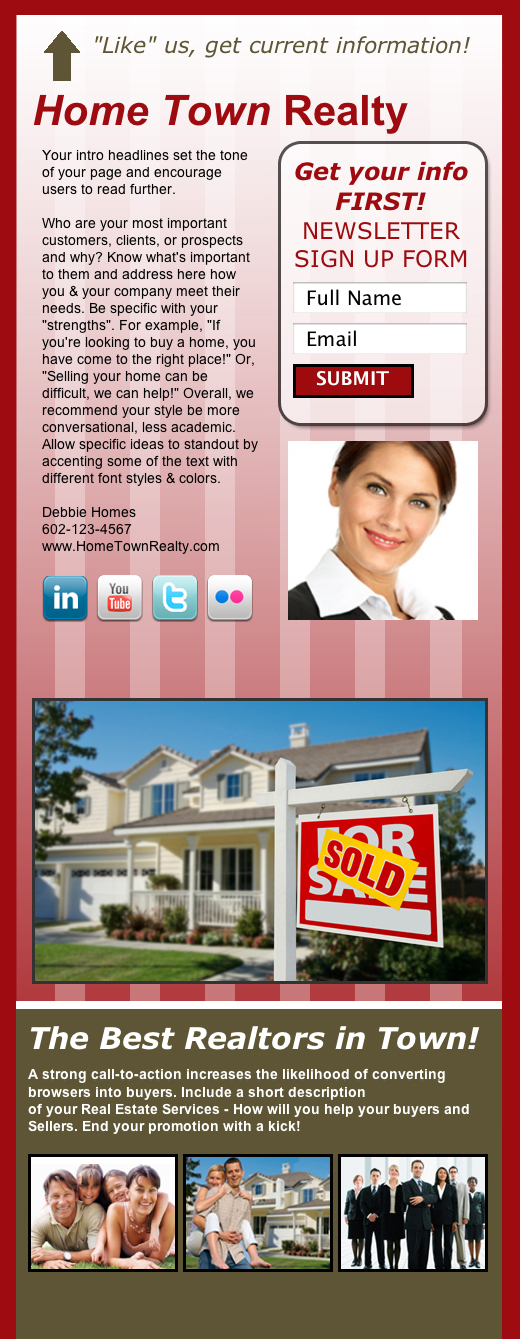 "Like" us, get current information!
Home Town Realty
Your intro headlines set the tone
of your page and encourage
users to read further.
Who are your most important
customers, clients, or prospects
and why? Know what's important
to them and address here how
you & your company meet their
needs. Be specific with your
"strengths". For example, "If
you're looking to buy a home, you
have come to the right place!" Or,
"Selling your home can be
difficult, we can help!" Overall, we
recommend your style be more
conversational, less academic.
Allow specific ideas to standout by
accenting some of the text with
different font styles & colors.
Debbie Homes
602-123-4567
www.HomeTownRealty.com
in
You
Tube
t
Get your info
FIRST!
NEWSLETTER
SIGN UP FORM
Full Name
Email
SUBMIT
FOR
SOLD
SALE
The Best Realtors in Town!
A strong call-to-action increases the likelihood of converting
browsers into buyers. Include a short description
of your Real Estate Services - How will you help your buyers and
Sellers. End your promotion with a kick!